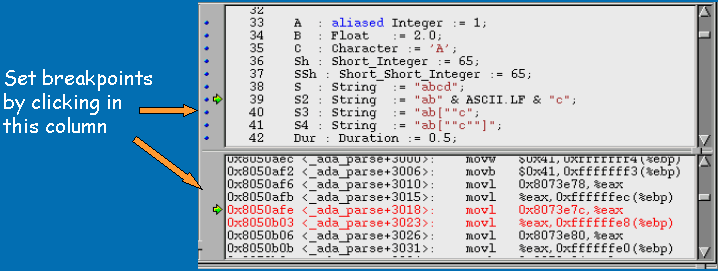 Set breakpoints
by clicking in
this column
32
33 A : aliased Integer := 1;
34 B : Float := 2.0;
35 C : Character := 'A';
36 Sh : Short_Integer := 65;
37 SSh : Short_Short_Integer := 65;
38 S : String := "abcd";
39 S2 : String := "ab" & ASCII.LF & "c";
40 S3 : String := "ab[""c";
41 S4 : String := "ab[""c""]";
42 Dur : Duration := 0.5;
0x8050aec <_ada_parse+3000>: movw $0x41,0xfffffff4(%ebp)
0x8050af2 <_ada_parse+3006>: movb $0x41,0xfffffff3(%ebp)
0x8050af6 <_ada_parse+3010>: movl 0x8073e78,%eax
0x8050afb <_ada_parse+3015>: movl %eax,0xffffffec(%ebp)
0x8050afe <_ada_parse+3018>: movl 0x8073e7c,%eax
0x8050b03 <_ada_parse+3023>: movl %eax,0xffffffe8(%ebp)
0x8050b06 <_ada_parse+3026>: movl 0x8073e80,%eax
0x8050b0b <_ada_parse+3031>: movl %eax,0xffffffe0(%ebp)